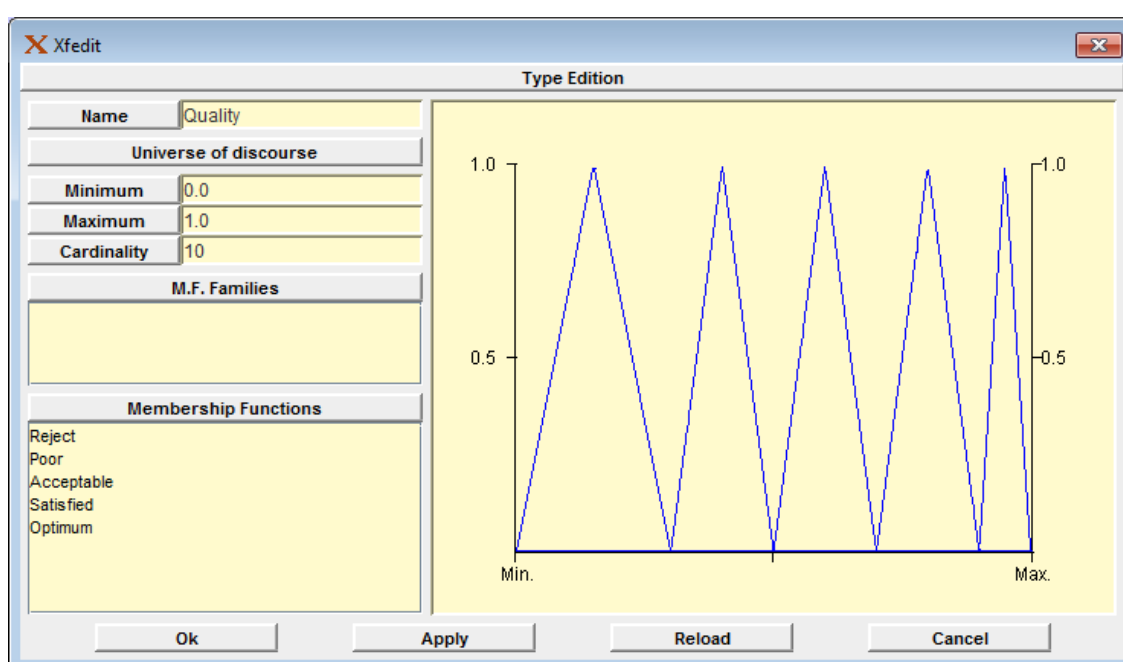 Xfedit
Type Edition
Name Quality
Universe of discourse
Minimum 0.0
Maximum 1.0
Cardinality 10
M.F. Families
Membership Functions
Reject
Poor
Acceptable
Satisfied
Optimum
1.0 1.0
0.5 0.5
Min. Max.
Ok Apply Reload Cancel